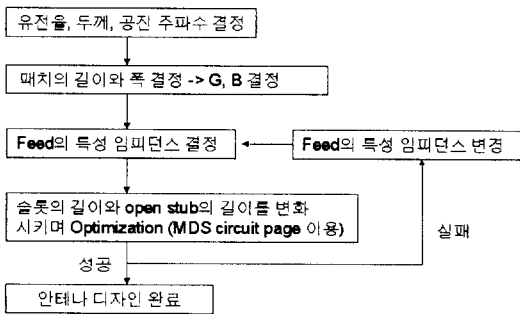 유전율, 두께, 공진 주파수 결정
패치의 길이와 폭 결정 -> G, B 결정
Feed의 특성 임피던스 결정
Feed의 특성 임피던스 변경
슬롯의 길이와 open stub의 길이를 변화
시키며 Optimization (MDS circuit page 이용)
실패
성공
안테나 디자인 완료